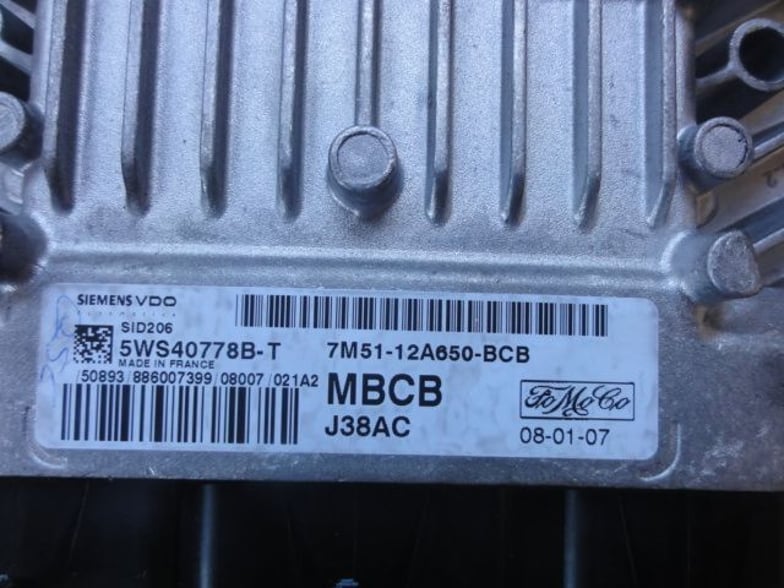 SIEMENS VDO
Automotive
SID206
5WS40778B-T
MADE IN FRANCE
/50893/886007399/08007/021A2
7M51-12A650-BCB
MBCB
J38AC
FoMoCo
08-01-07